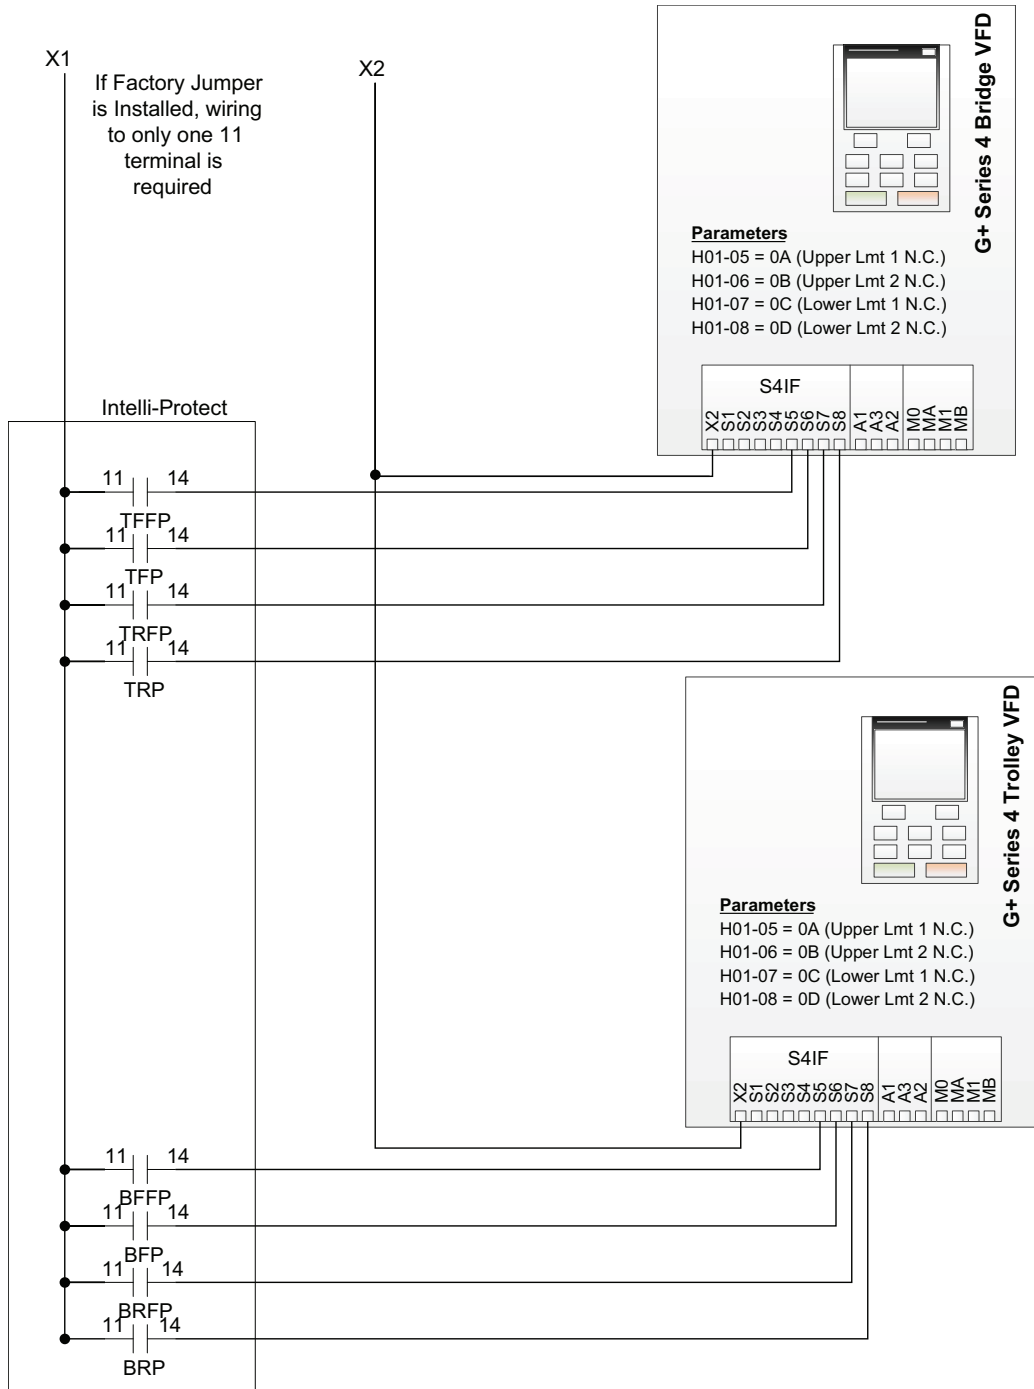 X1
If Factory Jumper
is Installed, wiring
to only one 11
terminal is
required
X2
G+ Series 4 Bridge VFD
Parameters
H01-05 = 0A (Upper Lmt 1 N.C.)
H01-06 = 0B (Upper Lmt 2 N.C.)
H01-07 = 0C (Lower Lmt 1 N.C.)
H01-08 = 0D (Lower Lmt 2 N.C.)
S4IF
X2 S1 S2 S3 S4 S5 S6 S7 S8 A1 A3 A2 M0 MA M1 MB
Intelli-Protect
11 14
TFFP
11 14
TFP
11 14
TRFP
11 14
TRP
G+ Series 4 Trolley VFD
Parameters
H01-05 = 0A (Upper Lmt 1 N.C.)
H01-06 = 0B (Upper Lmt 2 N.C.)
H01-07 = 0C (Lower Lmt 1 N.C.)
H01-08 = 0D (Lower Lmt 2 N.C.)
S4IF
X2 S1 S2 S3 S4 S5 S6 S7 S8 A1 A3 A2 M0 MA M1 MB
11 14
BFFP
11 14
BFP
11 14
BRFP
11 14
BRP